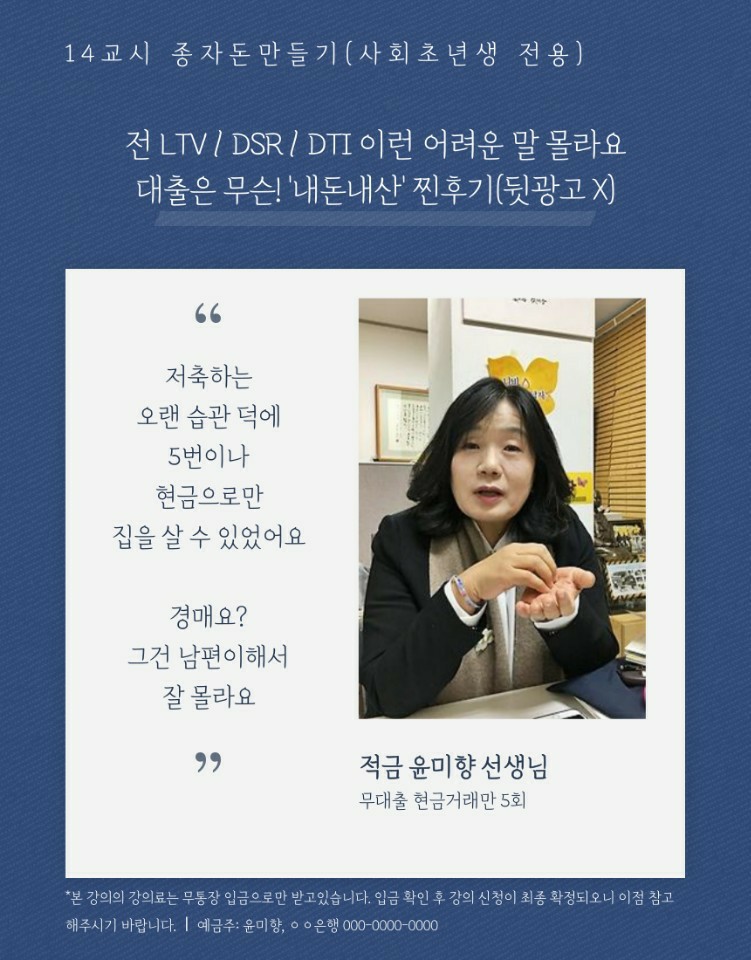 14교시 종자돈만들기(사회초년생 전용)
전 LTV / DSR / DTI 이런 어려운 말 몰라요
대출은 무슨! '내돈내산' 찐후기(뒷광고 X)
“
저축하는
오랜 습관 덕에
5번이나
현금으로만
집을 살 수 있었어요
경매요?
그건 남편이해서
잘 몰라요
”
적금 윤미향 선생님
무대출 현금거래만 5회
*본 강의의 강의료는 무통장 입금으로만 받고있습니다. 입금 확인 후 강의 신청이 최종 확정되오니 이점 참고
해주시기 바랍니다. | 예금주: 윤미향, ㅇㅇ은행 000-0000-0000